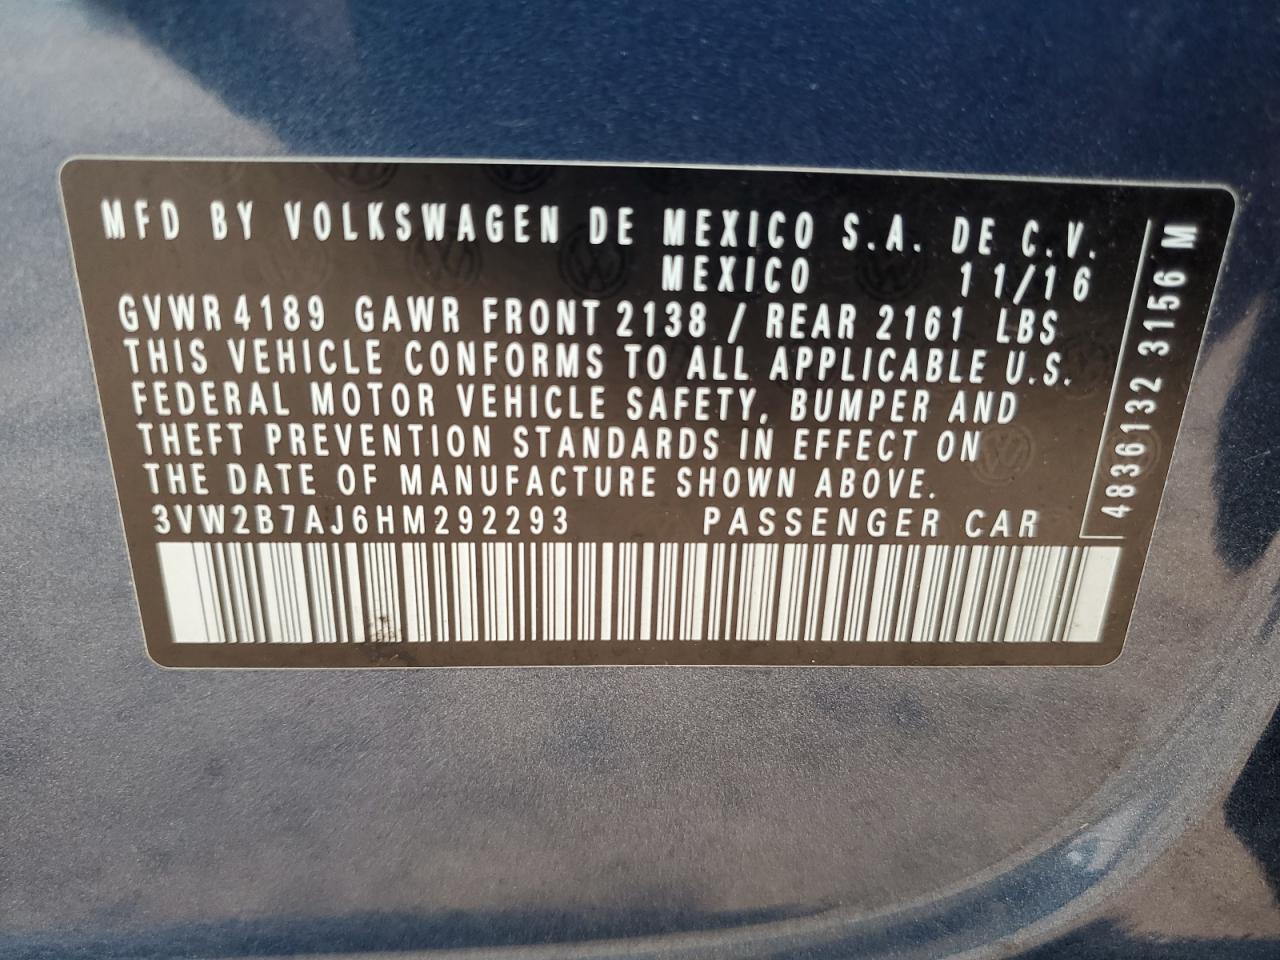 MFD BY VOLKSWAGEN DE MEXICO S.A. DE C.V.
MEXICO 11/16
GVWR 4189 GAWR FRONT 2138 / REAR 2161 LBS
THIS VEHICLE CONFORMS TO ALL APPLICABLE U.S.
FEDERAL MOTOR VEHICLE SAFETY, BUMPER AND
THEFT PREVENTION STANDARDS IN EFFECT ON
THE DATE OF MANUFACTURE SHOWN ABOVE.
3VW2B7AJ6HM292293 PASSENGER CAR
4836132 3156 M